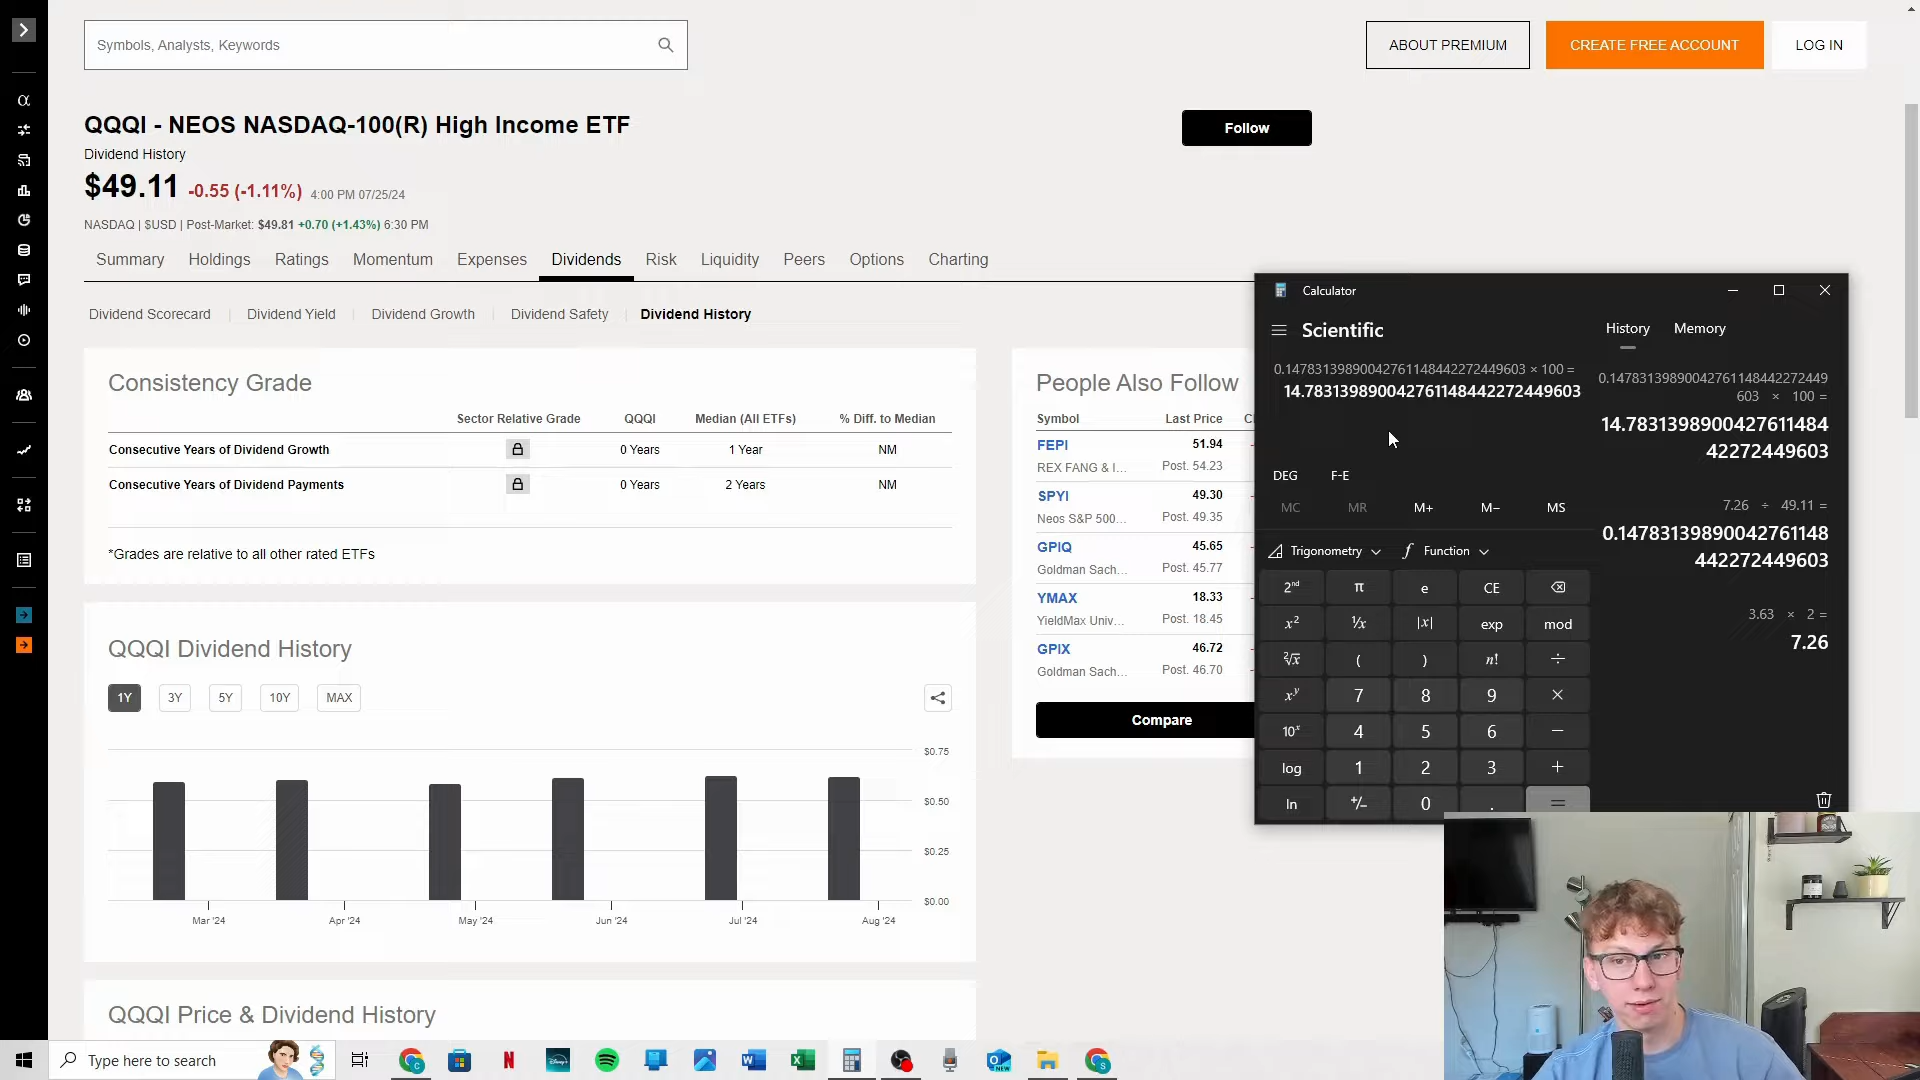 Symbols, Analysts, Keywords
ABOUT PREMIUM
CREATE FREE ACCOUNT
LOG IN
QQQI - NEOS NASDAQ-100(R) High Income ETF
Follow
Dividend History
$49.11 -0.55 (-1.11%) 4:00 PM 07/25/24
NASDAQ | $USD | Post-Market: $49.81 +0.70 (+1.43%) 6:30 PM
Summary Holdings Ratings Momentum Expenses Dividends Risk Liquidity Peers Options Charting
Dividend Scorecard | Dividend Yield | Dividend Growth | Dividend Safety | Dividend History
Consistency Grade
Sector Relative Grade QQQI Median (All ETFs) % Diff. to Median
Consecutive Years of Dividend Growth 0 Years 1 Year NM
Consecutive Years of Dividend Payments 0 Years 2 Years NM
*Grades are relative to all other rated ETFs
QQQI Dividend History
1Y 3Y 5Y 10Y MAX
$0.75
$0.50
$0.25
$0.00
Mar '24 Apr '24 May '24 Jun '24 Jul '24 Aug '24
QQQI Price & Dividend History
People Also Follow
Symbol Last Price
FEPI 51.94
REX FANG & I... Post. 54.23
SPYI 49.30
Neos S&P 500... Post. 49.35
GPIQ 45.65
Goldman Sach... Post. 45.77
YMAX 18.33
YieldMax Univ... Post. 18.45
GPIX 46.72
Goldman Sach... Post. 46.70
Compare
Calculator
Scientific
0.14783139890042761148442272449603 × 100 =
14.783139890042761148442272449603
DEG F-E
MC MR M+ M− MS
Trigonometry f Function
2nd π e CE
x² ¹/x |x| exp mod
²√x ( ) n! ÷
xʸ 7 8 9 ×
10ˣ 4 5 6 −
log 1 2 3 +
ln +/− 0 . =
History Memory
0.14783139890042761148442272449
603 × 100 =
14.7831398900427611484
42272449603
7.26 ÷ 49.11 =
0.14783139890042761148
442272449603
3.63 × 2 =
7.26
Type here to search